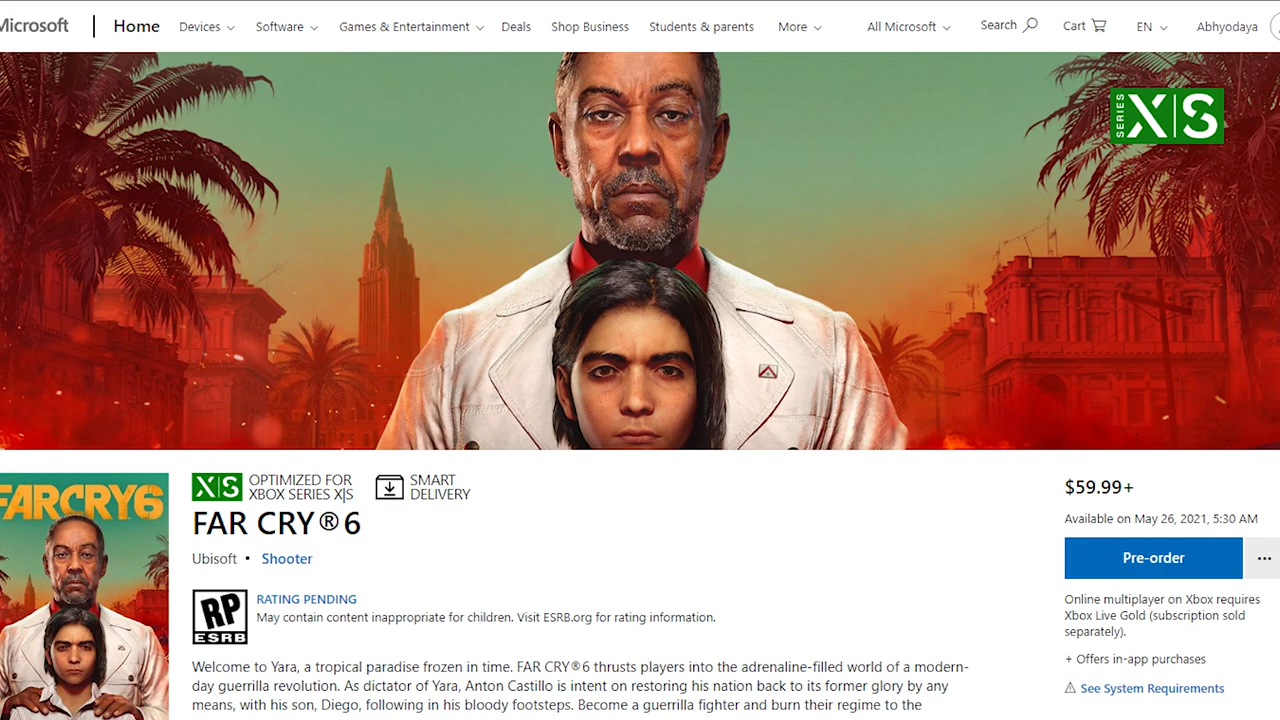 Microsoft Home Devices Software Games & Entertainment Deals Shop Business Students & parents More All Microsoft Search Cart EN Abhyodaya
SERIES X|S
FARCRY6
X|S OPTIMIZED FOR XBOX SERIES X|S
SMART DELIVERY
FAR CRY®6
Ubisoft • Shooter
RP
ESRB
RATING PENDING
May contain content inappropriate for children. Visit ESRB.org for rating information.
Welcome to Yara, a tropical paradise frozen in time. FAR CRY®6 thrusts players into the adrenaline-filled world of a modern-
day guerrilla revolution. As dictator of Yara, Anton Castillo is intent on restoring his nation back to its former glory by any
means, with his son, Diego, following in his bloody footsteps. Become a guerrilla fighter and burn their regime to the
$59.99+
Available on May 26, 2021, 5:30 AM
Pre-order ...
Online multiplayer on Xbox requires
Xbox Live Gold (subscription sold
separately).
+ Offers in-app purchases
See System Requirements